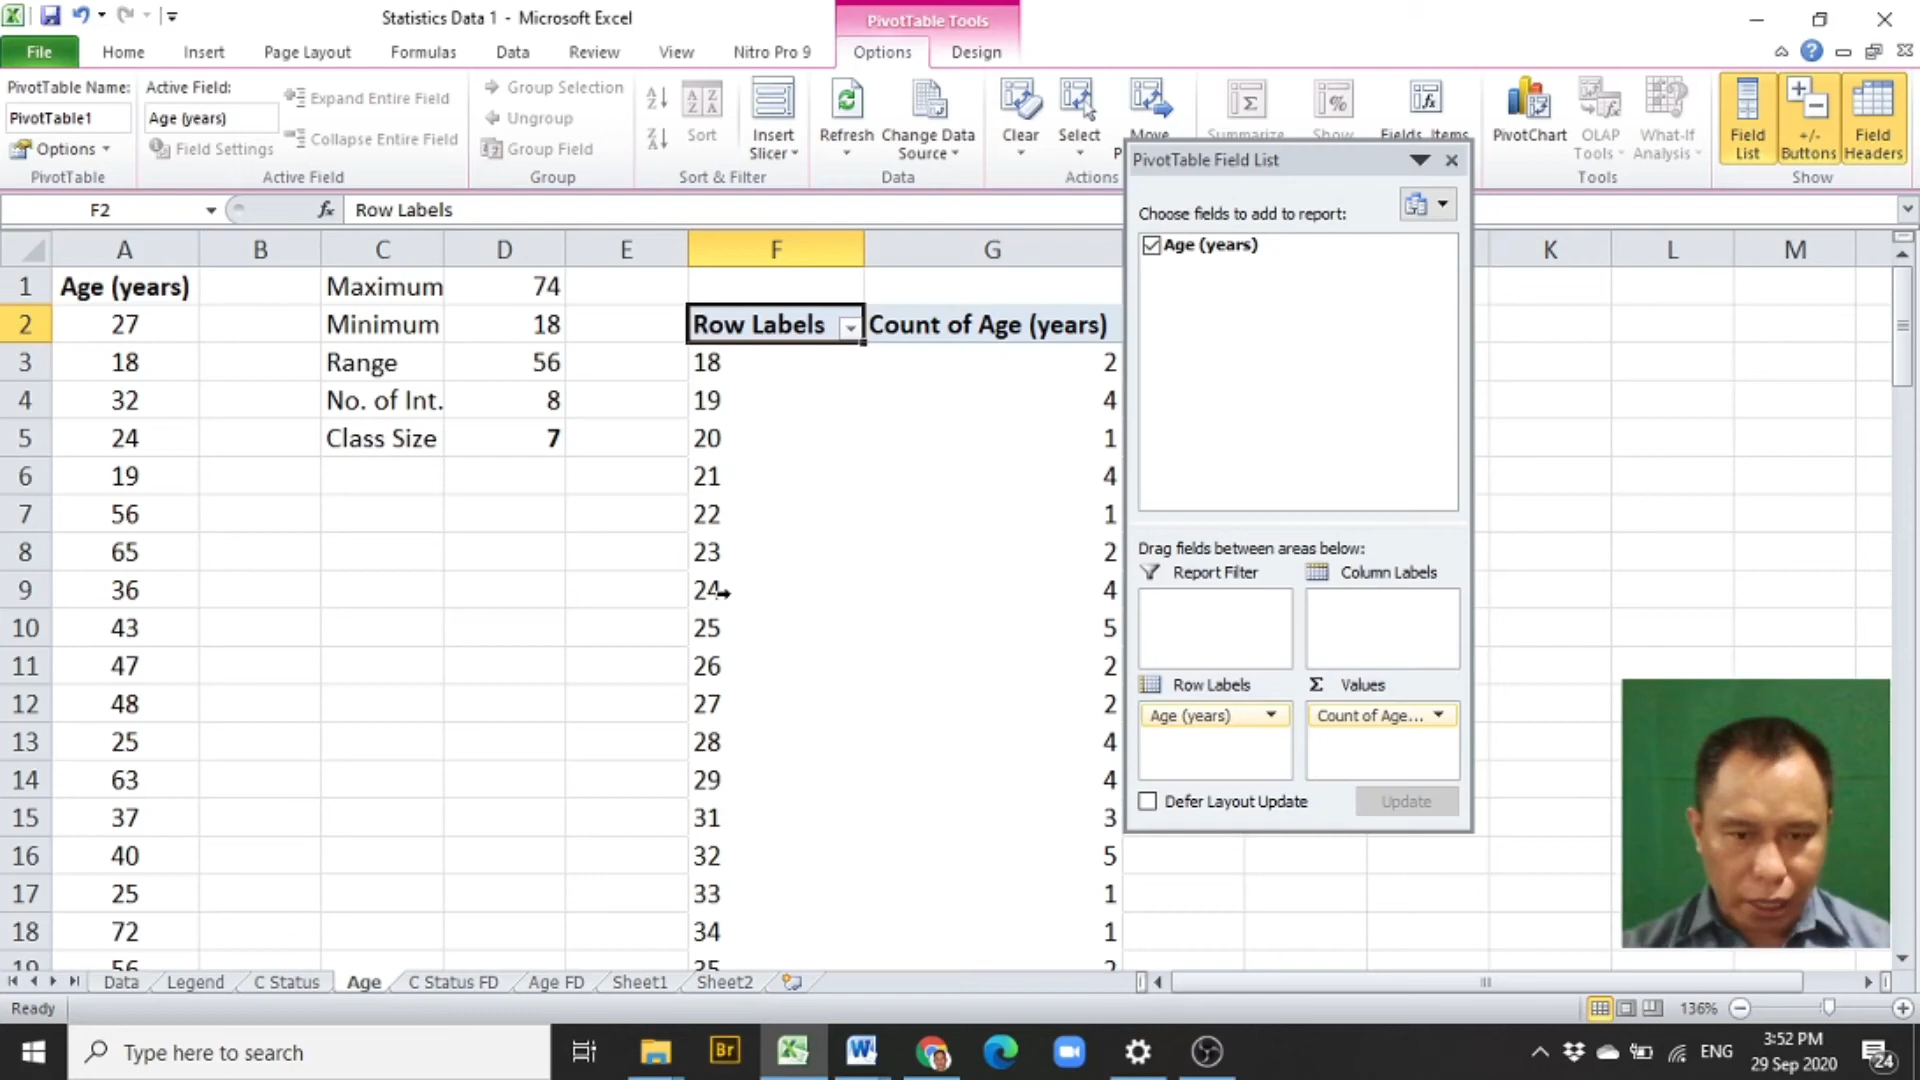 Statistics Data 1 - Microsoft Excel
PivotTable Tools
File Home Insert Page Layout Formulas Data Review View Nitro Pro 9 Options Design
PivotTable Name:
PivotTable1
Options
PivotTable
Active Field:
Age (years)
Field Settings
Expand Entire Field
Collapse Entire Field
Active Field
Group Selection
Ungroup
Group Field
Group
Sort
Sort & Filter
Insert Slicer
Refresh
Change Data Source
Data
Clear
Select
Move
Actions
Summarize
Show
Fields, Items
PivotChart
OLAP Tools
What-If Analysis
Tools
Field List
+/- Buttons
Field Headers
Show
F2
fx
Row Labels
A B C D E F G K L M
1 Age (years) Maximum 74
2 27 Minimum 18 Row Labels Count of Age (years)
3 18 Range 56 18 2
4 32 No. of Int. 8 19 4
5 24 Class Size 7 20 1
6 19 21 4
7 56 22 1
8 65 23 2
9 36 24 4
10 43 25 5
11 47 26 2
12 48 27 2
13 25 28 4
14 63 29 4
15 37 31 3
16 40 32 5
17 25 33 1
18 72 34 1
19 56 35 2
PivotTable Field List
Choose fields to add to report:
Age (years)
Drag fields between areas below:
Report Filter
Column Labels
Row Labels
Σ Values
Age (years)
Count of Age...
Defer Layout Update
Update
Data Legend C Status Age C Status FD Age FD Sheet1 Sheet2
Ready
136%
Type here to search
Br
ENG
3:52 PM
29 Sep 2020
24